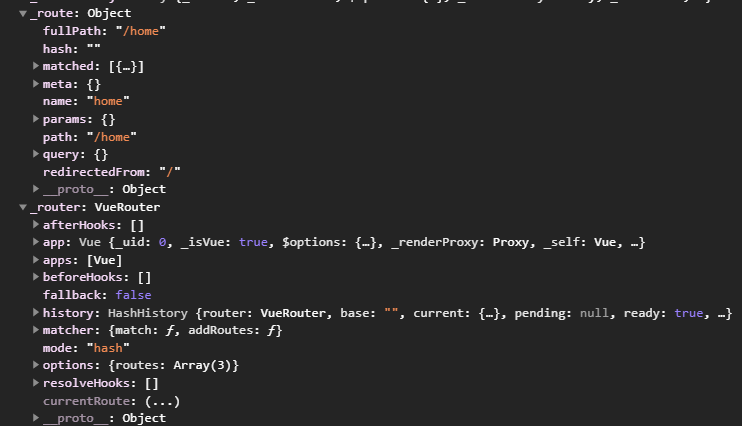 _route: Object
fullPath: "/home"
hash: ""
matched: [{…}]
meta: {}
name: "home"
params: {}
path: "/home"
query: {}
redirectedFrom: "/"
__proto__: Object
_router: VueRouter
afterHooks: []
app: Vue {_uid: 0, _isVue: true, $options: {…}, _renderProxy: Proxy, _self: Vue, …}
apps: [Vue]
beforeHooks: []
fallback: false
history: HashHistory {router: VueRouter, base: "", current: {…}, pending: null, ready: true, …}
matcher: {match: ƒ, addRoutes: ƒ}
mode: "hash"
options: {routes: Array(3)}
resolveHooks: []
currentRoute: (...)
__proto__: Object